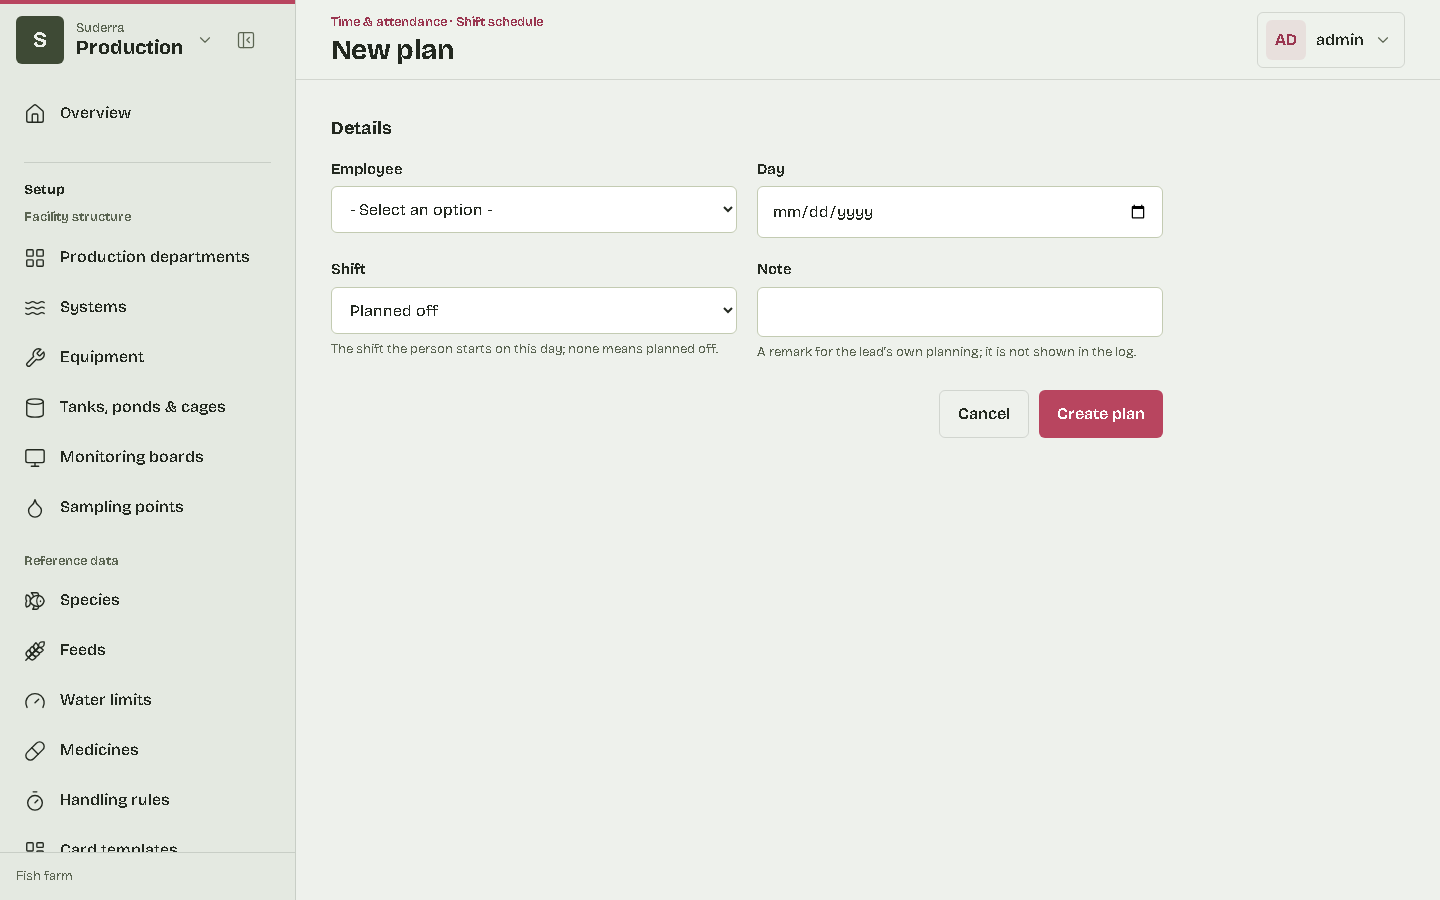 S
Suderra
Production
Overview
Setup
Facility structure
Production departments
Systems
Equipment
Tanks, ponds & cages
Monitoring boards
Sampling points
Reference data
Species
Feeds
Water limits
Medicines
Handling rules
Card templates
Fish farm
Time & attendance · Shift schedule
New plan
AD
admin
Details
Employee
- Select an option -
Day
mm/dd/yyyy
Shift
Planned off
The shift the person starts on this day; none means planned off.
Note
A remark for the lead's own planning; it is not shown in the log.
Cancel
Create plan